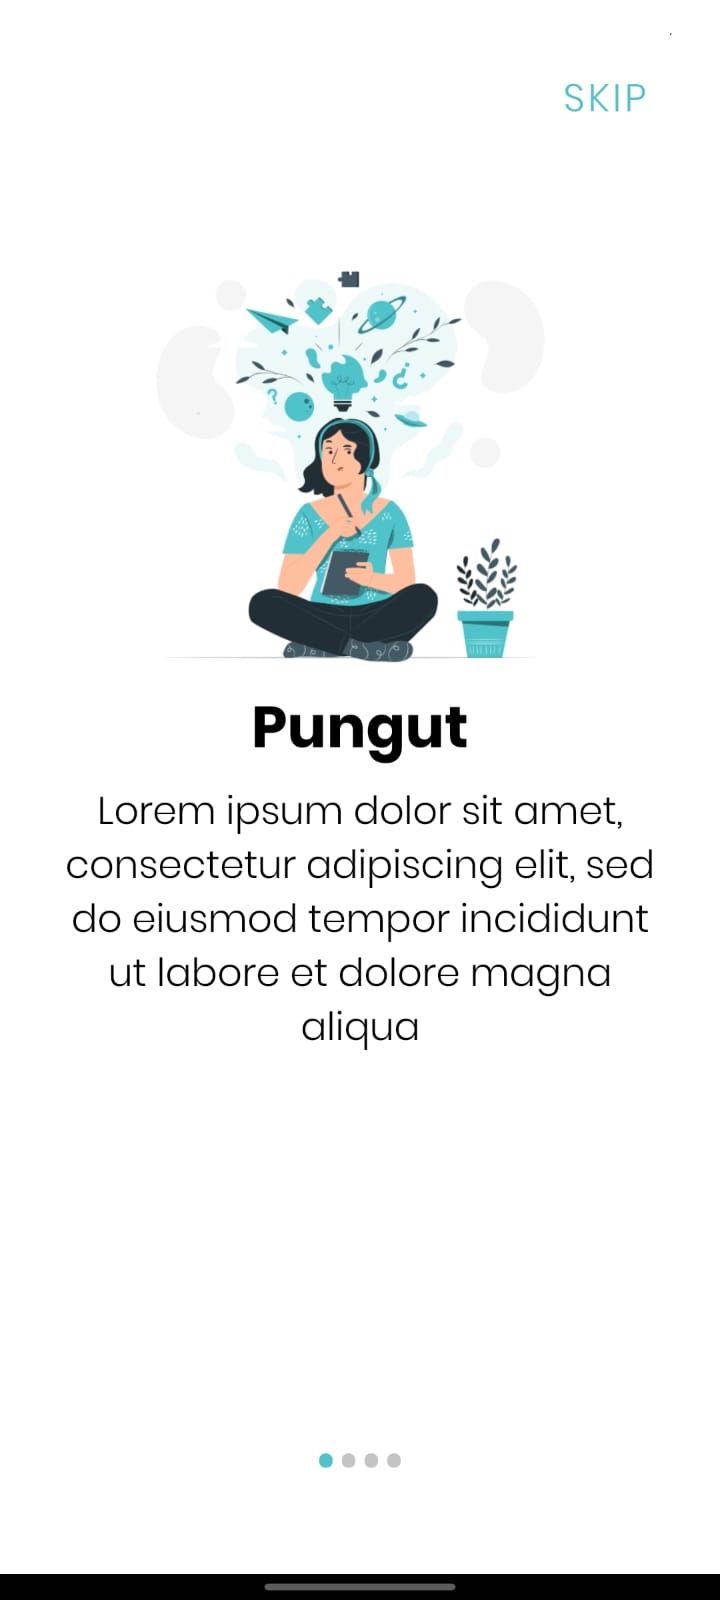 SKIP
Pungut
Lorem ipsum dolor sit amet,
consectetur adipiscing elit, sed
do eiusmod tempor incididunt
ut labore et dolore magna
aliqua